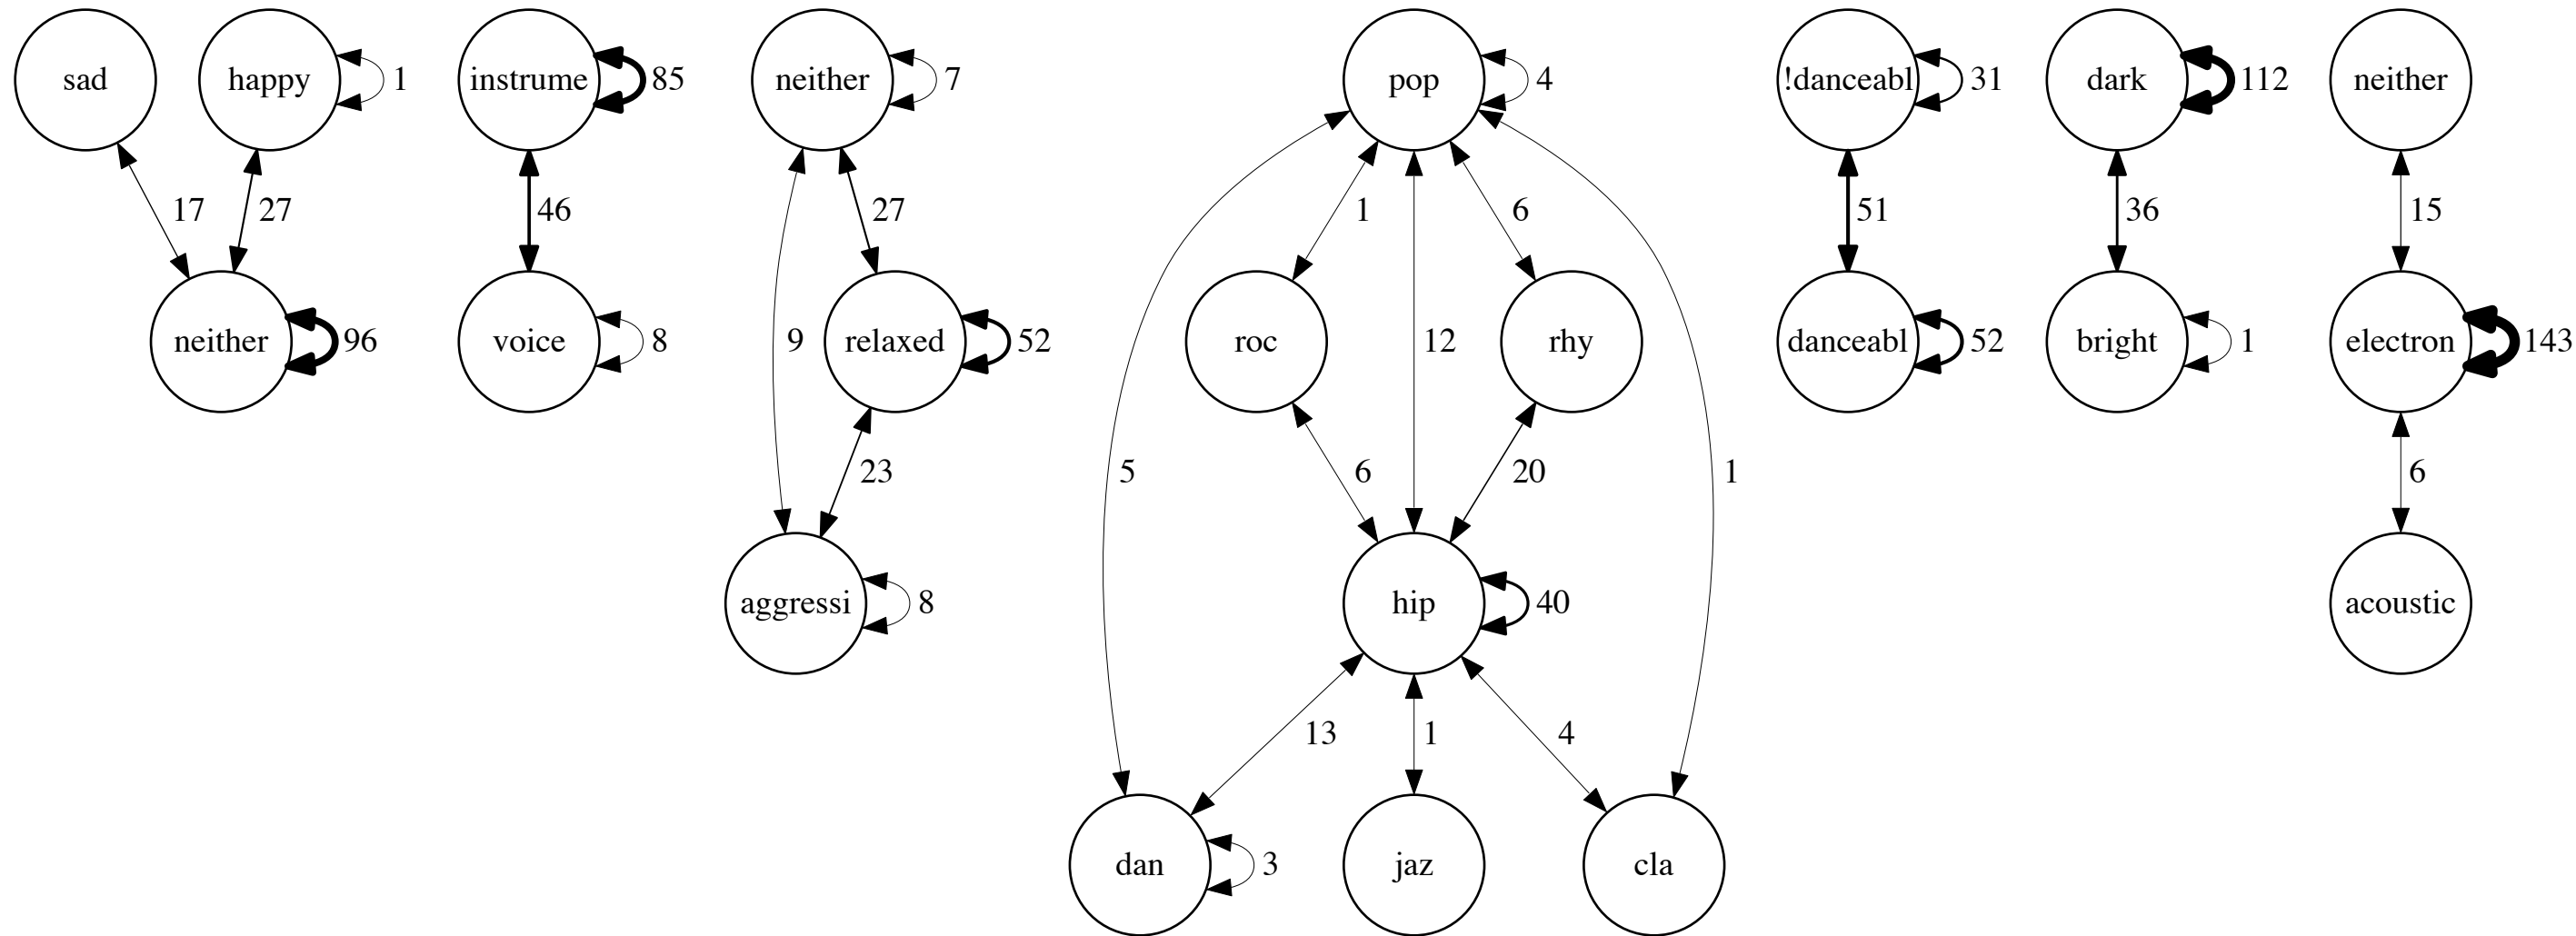 sad
happy
1
instrume
85
neither
7
pop
4
!danceabl
31
dark
112
neither
17
27
46
27
1
6
51
36
15
neither
96
voice
8
9
relaxed
52
roc
12
rhy
danceabl
52
bright
1
electron
143
23
5
6
20
1
6
aggressi
8
hip
40
acoustic
13
1
4
dan
3
jaz
cla